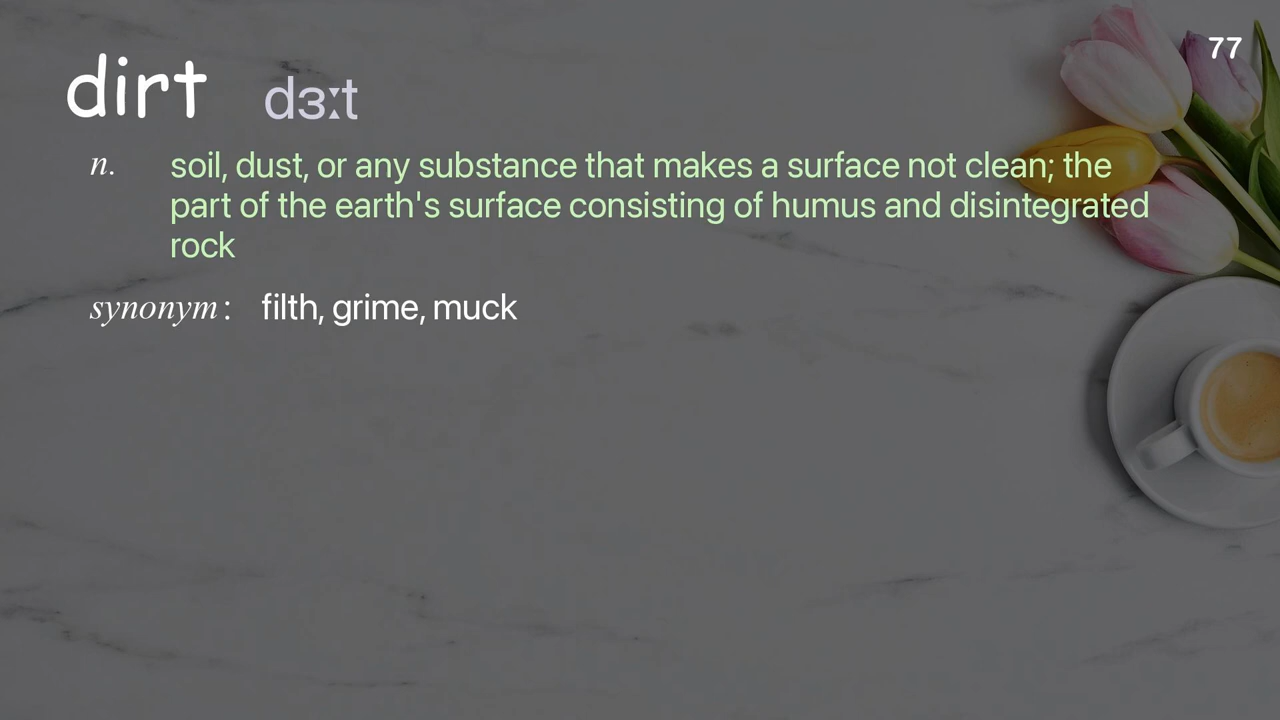 77
dirt dɜːt
n. soil, dust, or any substance that makes a surface not clean; the
part of the earth's surface consisting of humus and disintegrated
rock
synonym: filth, grime, muck